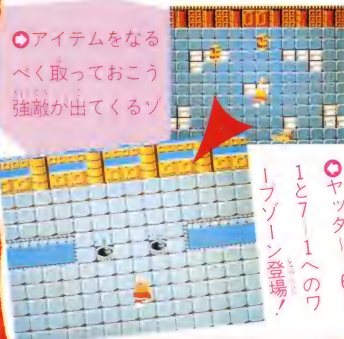 アイテムをなる
べく取っておこう
強敵が出てくるゾ
ヤッター
1と7-1へのワ
ープゾーン登場!